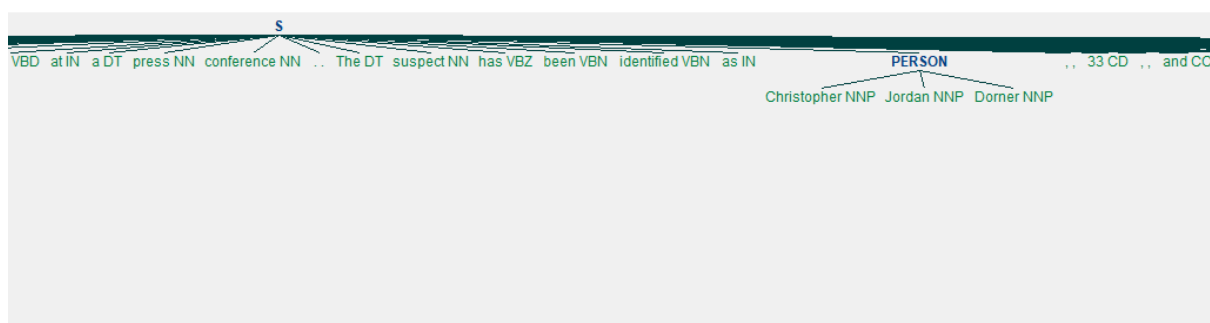 S
VBD at IN a DT press NN conference NN . . The DT suspect NN has VBZ been VBN identified VBN as IN PERSON , , 33 CD , , and CC
Christopher NNP Jordan NNP Dorner NNP